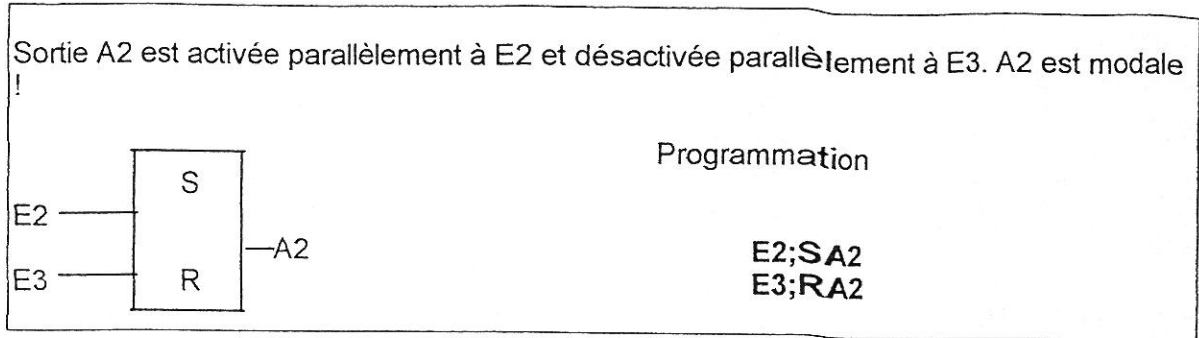 Sortie A2 est activée parallèlement à E2 et désactivée parallèlement à E3. A2 est modale
!
Programmation
S
E2
A2
E3
R
E2;SA2
E3;RA2